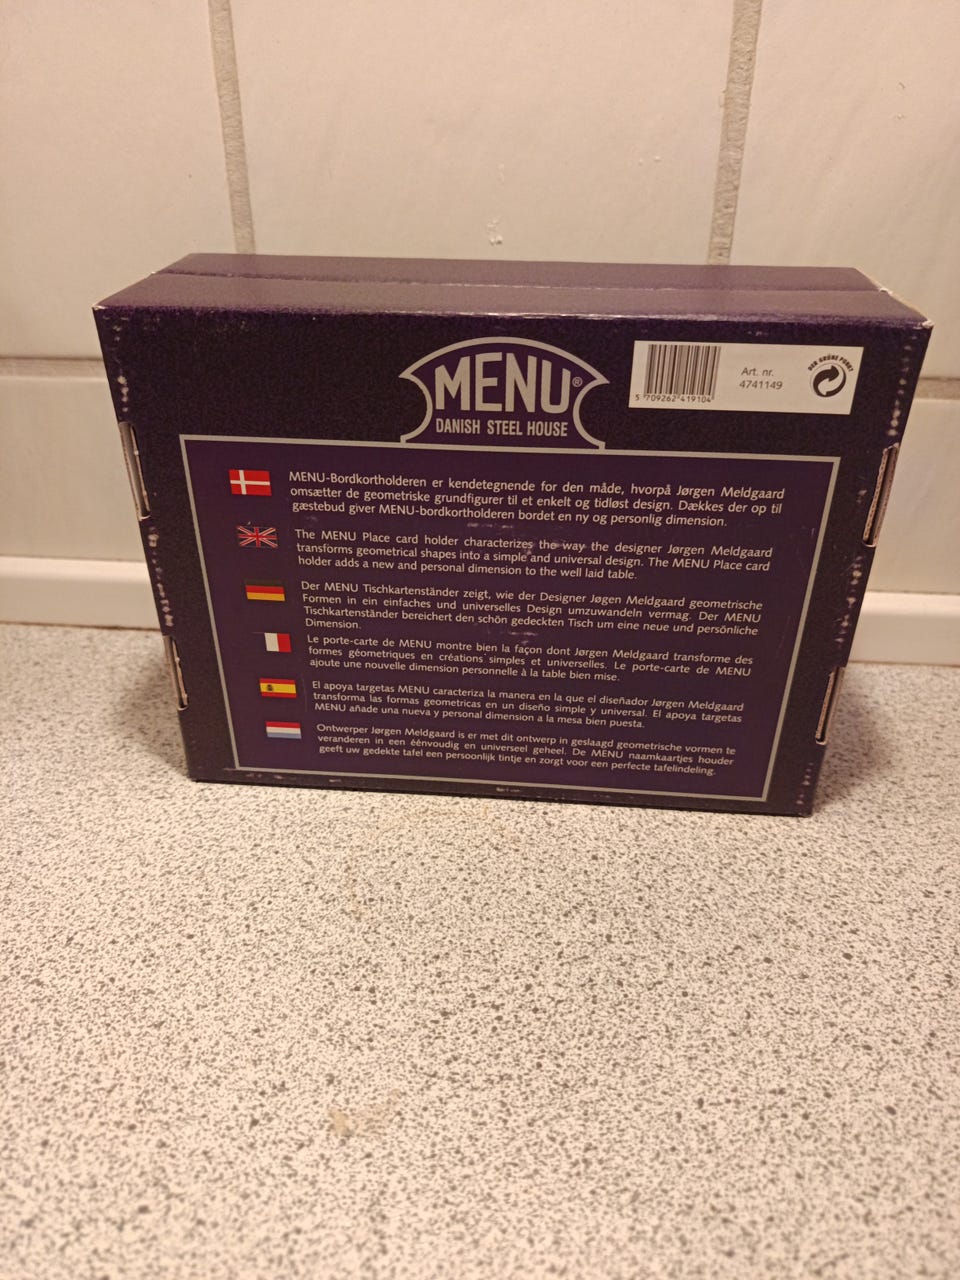 MENU®
DANISH STEEL HOUSE
Art. nr.
4741149
5 709262 419104
DER GRÜNE PUNKT
MENU-Bordkortholderen er kendetegnende for den måde, hvorpå Jørgen Meldgaard
omsætter de geometriske grundfigurer til et enkelt og tidløst design. Dækkes der op til
gæstebud giver MENU-bordkortholderen bordet en ny og personlig dimension.
The MENU Place card holder characterizes the way the designer Jørgen Meldgaard
transforms geometrical shapes into a simple and universal design. The MENU Place card
holder adds a new and personal dimension to the well laid table.
Der MENU Tischkartenständer zeigt, wie der Designer Jøgen Meldgaard geometrische
Formen in ein einfaches und universelles Design umzuwandeln vermag. Der MENU
Tischkartenständer bereichert den schön gedeckten Tisch um eine neue und persönliche
Dimension.
Le porte-carte de MENU montre bien la façon dont Jørgen Meldgaard transforme des
formes géometriques en créations simples et universelles. Le porte-carte de MENU
ajoute une nouvelle dimension personnelle à la table bien mise.
El apoya targetas MENU caracteriza la manera en la que el diseñador Jørgen Meldgaard
transforma las formas geometricas en un diseño simple y universal. El apoya targetas
MENU añade una nueva y personal dimension a la mesa bien puesta.
Ontwerper Jørgen Meldgaard is er met dit ontwerp in geslaagd geometrische vormen te
veranderen in een éénvoudig en universeel geheel. De MENU naamkaartjes houder
geeft uw gedekte tafel een persoonlijk tintje en zorgt voor een perfecte tafelindeling.